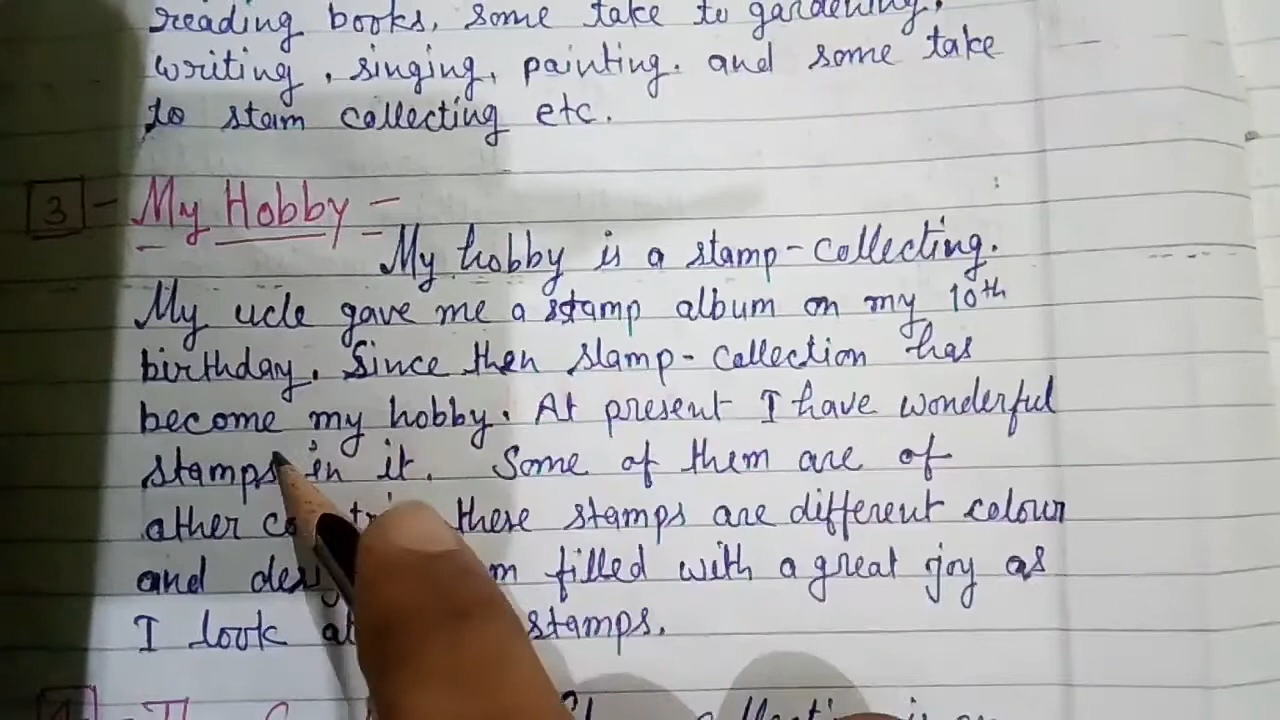 reading books, some take to gardening,
writing, singing, painting. and some take
to stam collecting etc.
3 - My Hobby -
My hobby is a stamp-collecting.
My ucle gave me a stamp album on my 10th
birthday. Since then stamp-collection has
become my hobby. At present I have wonderful
stamps in it. Some of them are of
ather these stamps are different colour
and filled with a great joy as
I look at stamps.